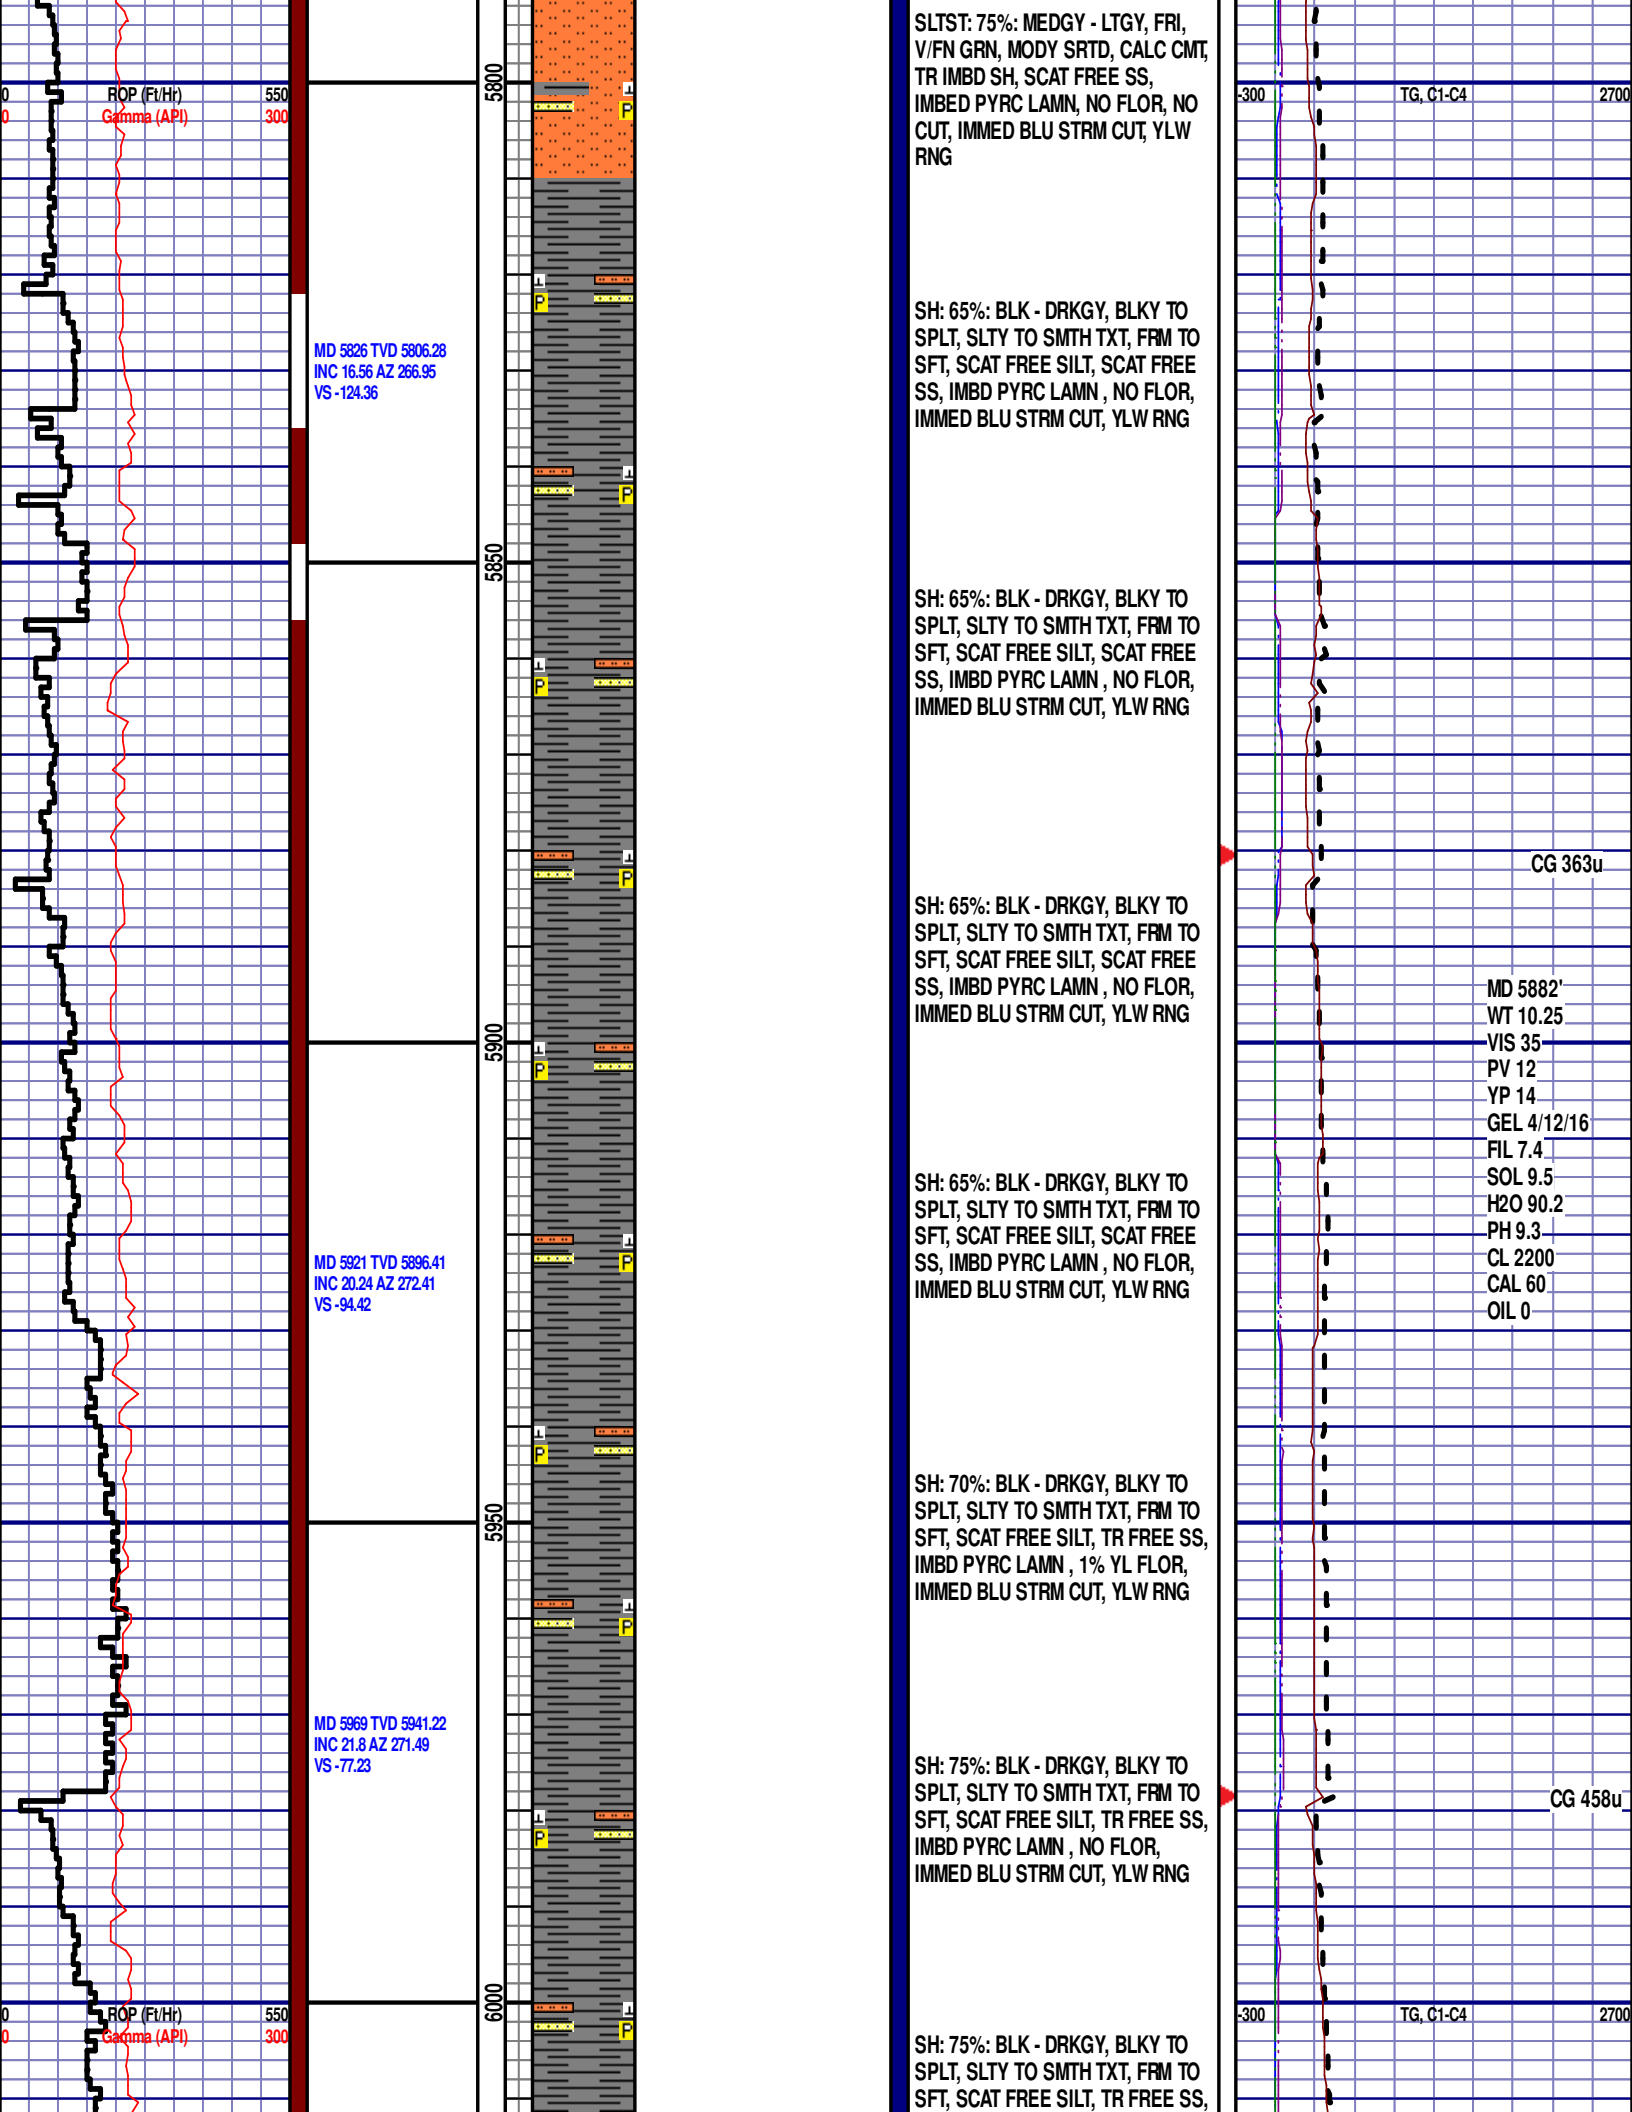 SLTST: 75%: MEDGY - LTGY, FRI,
V/FN GRN, MODY SRTD, CALC CMT,
TR IMBD SH, SCAT FREE SS,
IMBED PYRC LAMN, NO FLOR, NO
CUT, IMMED BLU STRM CUT, YLW
RNG
0 ROP (Ft/Hr) 550
0 Gamma (API) 300
5800
-300 TG, C1-C4 2700
P
P
SH: 65%: BLK - DRKGY, BLKY TO
SPLT, SLTY TO SMTH TXT, FRM TO
SFT, SCAT FREE SILT, SCAT FREE
SS, IMBD PYRC LAMN , NO FLOR,
IMMED BLU STRM CUT, YLW RNG
MD 5826 TVD 5806.28
INC 16.56 AZ 266.95
VS -124.36
P
5850
SH: 65%: BLK - DRKGY, BLKY TO
SPLT, SLTY TO SMTH TXT, FRM TO
SFT, SCAT FREE SILT, SCAT FREE
SS, IMBD PYRC LAMN , NO FLOR,
IMMED BLU STRM CUT, YLW RNG
P
CG 363u
P
SH: 65%: BLK - DRKGY, BLKY TO
SPLT, SLTY TO SMTH TXT, FRM TO
SFT, SCAT FREE SILT, SCAT FREE
SS, IMBD PYRC LAMN , NO FLOR,
IMMED BLU STRM CUT, YLW RNG
MD 5882'
WT 10.25
VIS 35
PV 12
YP 14
GEL 4/12/16
FIL 7.4
SOL 9.5
H2O 90.2
PH 9.3
CL 2200
CAL 60
OIL 0
5900
P
SH: 65%: BLK - DRKGY, BLKY TO
SPLT, SLTY TO SMTH TXT, FRM TO
SFT, SCAT FREE SILT, SCAT FREE
SS, IMBD PYRC LAMN , NO FLOR,
IMMED BLU STRM CUT, YLW RNG
P
MD 5921 TVD 5896.41
INC 20.24 AZ 272.41
VS -94.42
P
SH: 70%: BLK - DRKGY, BLKY TO
SPLT, SLTY TO SMTH TXT, FRM TO
SFT, SCAT FREE SILT, TR FREE SS,
IMBD PYRC LAMN , 1% YL FLOR,
IMMED BLU STRM CUT, YLW RNG
5950
P
MD 5969 TVD 5941.22
INC 21.8 AZ 271.49
VS -77.23
SH: 75%: BLK - DRKGY, BLKY TO
SPLT, SLTY TO SMTH TXT, FRM TO
SFT, SCAT FREE SILT, TR FREE SS,
IMBD PYRC LAMN , NO FLOR,
IMMED BLU STRM CUT, YLW RNG
CG 458u
P
6000
0 ROP (Ft/Hr) 550
0 Gamma (API) 300
-300 TG, C1-C4 2700
P
SH: 75%: BLK - DRKGY, BLKY TO
SPLT, SLTY TO SMTH TXT, FRM TO
SFT, SCAT FREE SILT, TR FREE SS,